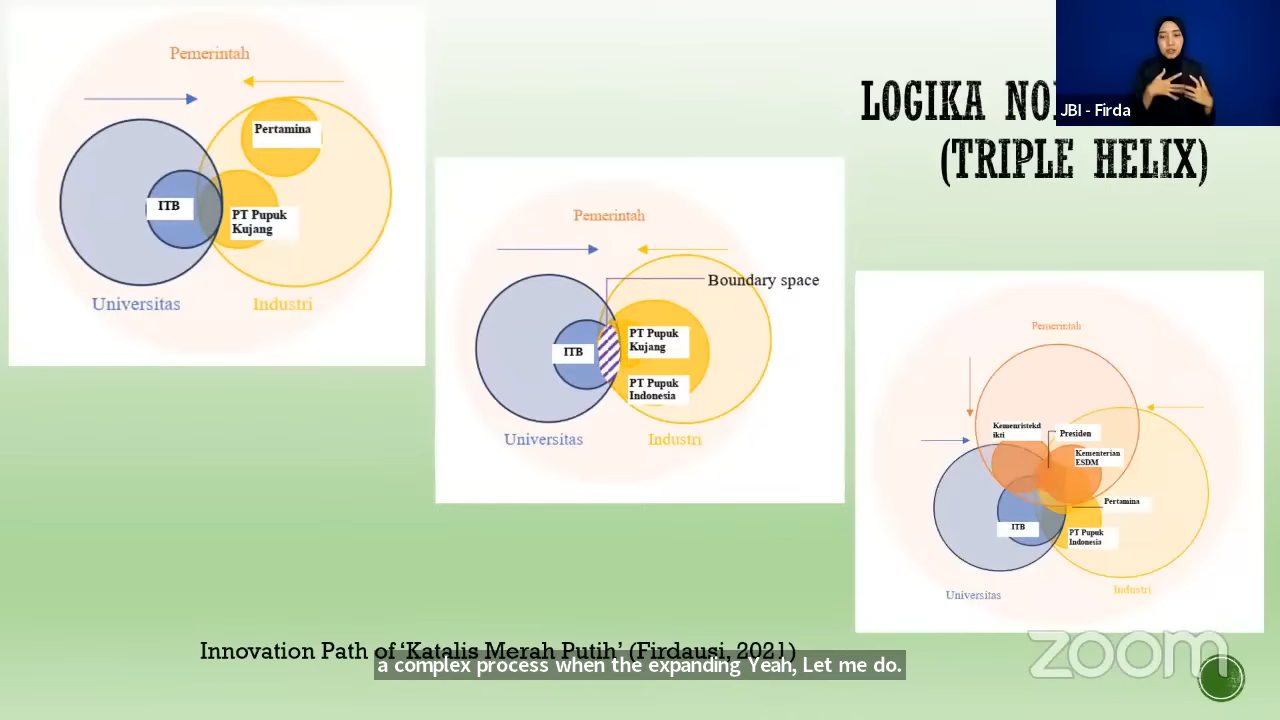 LOGIKA
(TRIPLE HELIX)
JBI - Firda
Pemerintah
Pertamina
ITB
PT Pupuk
Kujang
Universitas
Industri
Pemerintah
Boundary space
ITB
PT Pupuk
Kujang
PT Pupuk
Indonesia
Universitas
Industri
Pemerintah
Kemenristekd
ikti
Presiden
Kementerian
ESDM
Pertamina
ITB
PT Pupuk
Indonesia
Universitas
Industri
Innovation Path of ‘Katalis Merah Putih’ (Firdausi, 2021)
a complex process when the expanding Yeah, Let me do.
zoom